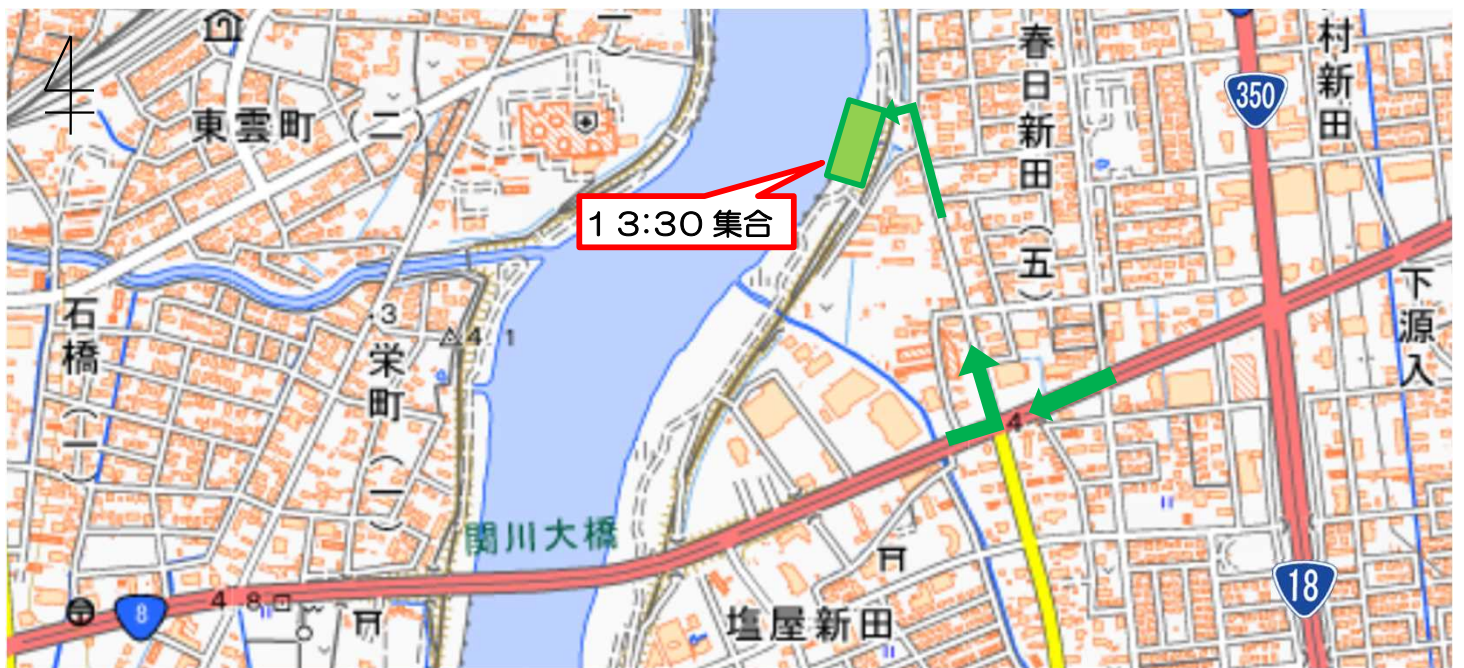 東雲町(二)
春日新田(五)
村新田
350
13:30 集合
石橋(一)
3
栄町(一)
4.1
下源入
4
関川大橋
4.8
8
塩屋新田
18